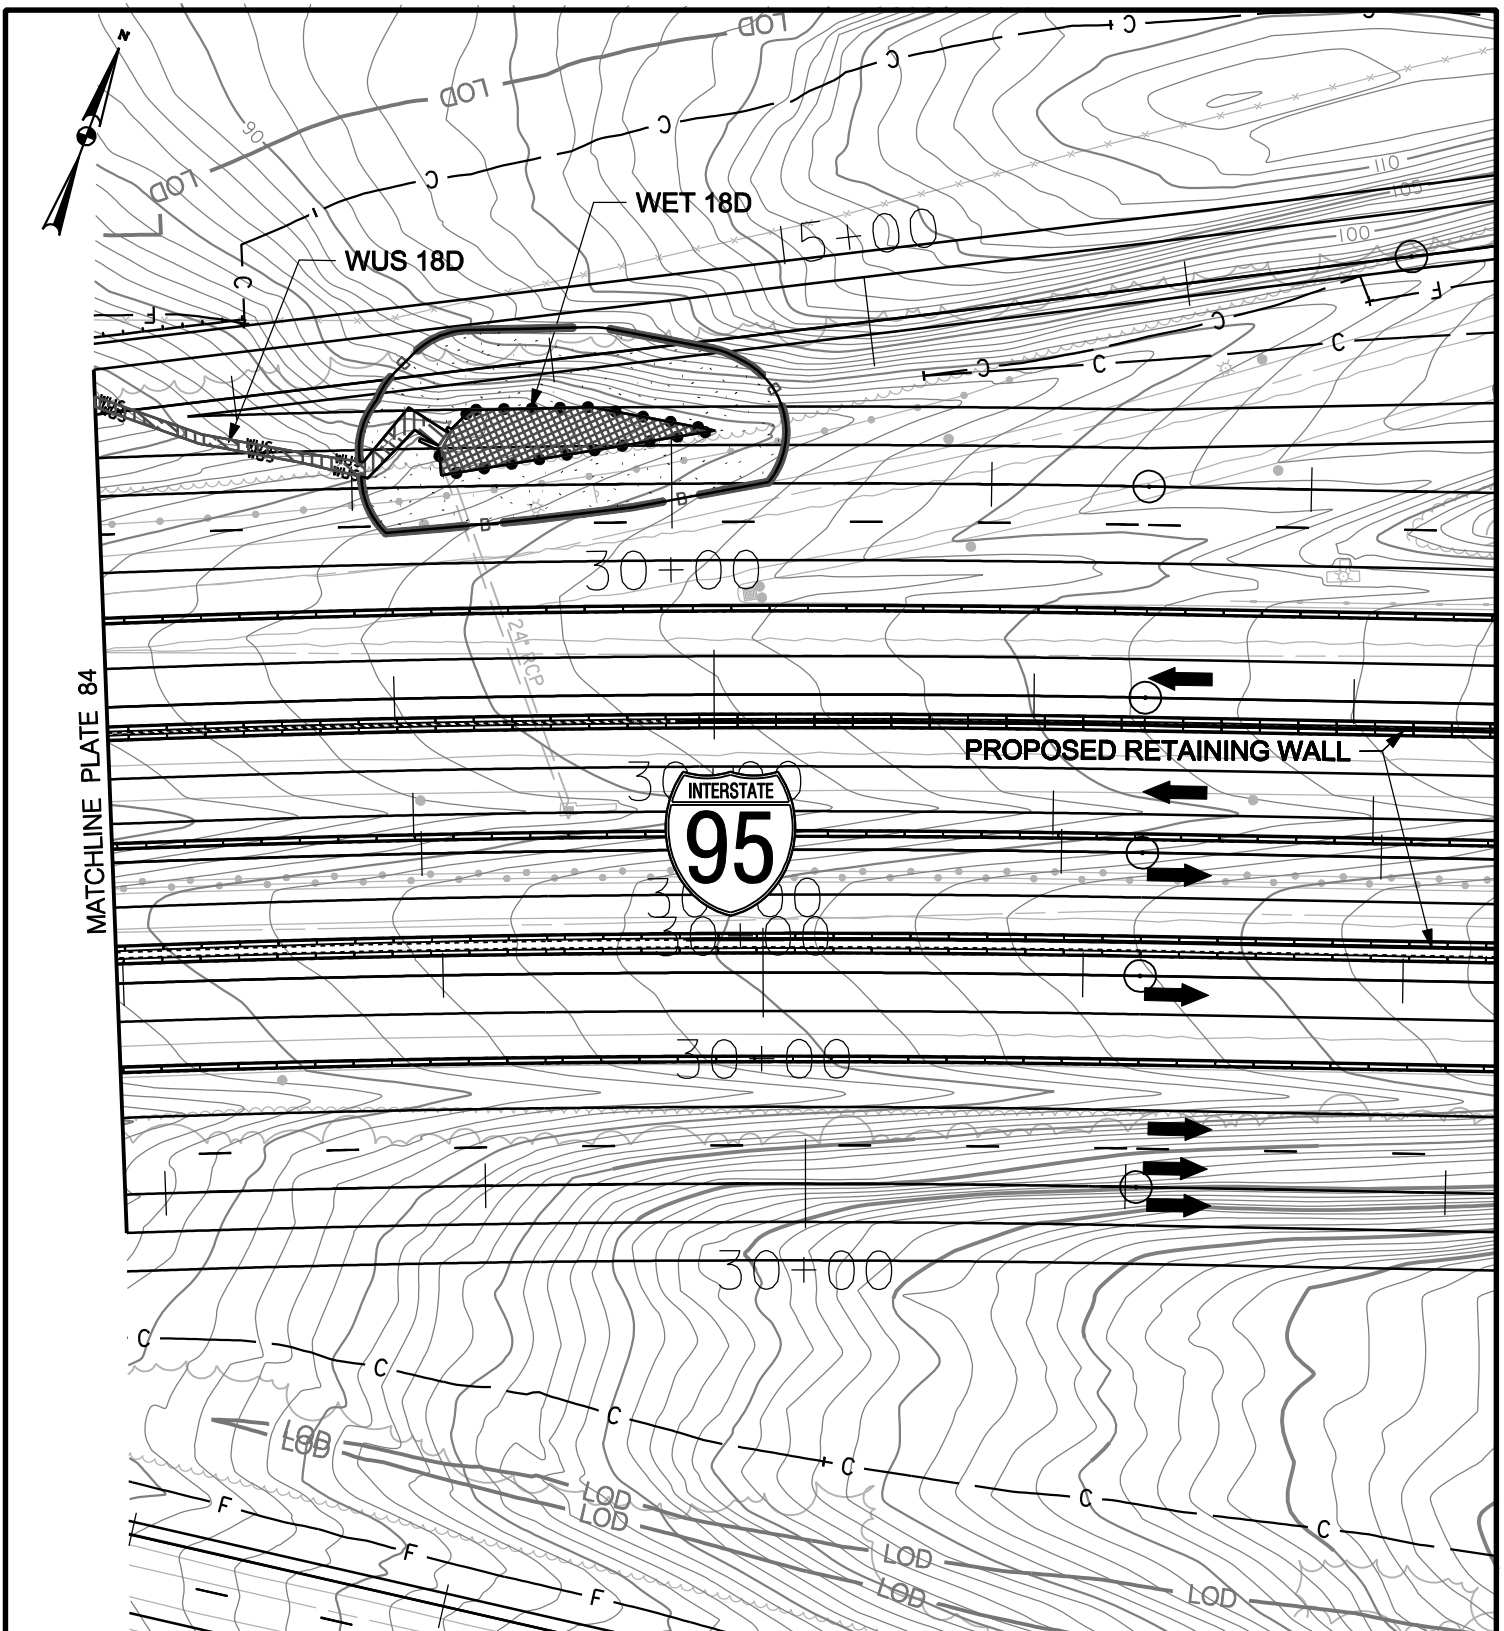 N
LOD
C
C
LOD
90
C
C
LOD
110
105
WET 18D
15+00
100
WUS 18D
C
F
F
C
C
C
C
B
B
WUS
WUS
WUS
WUS
WUS
WUS
B
B
30+00
24" RCP
MATCHLINE PLATE 84
PROPOSED RETAINING WALL
INTERSTATE
95
30+00
30+00
30+00
C
C
C
LOD
LOD
C
LOD
LOD
C
F
C
F
LOD
LOD
LOD
F